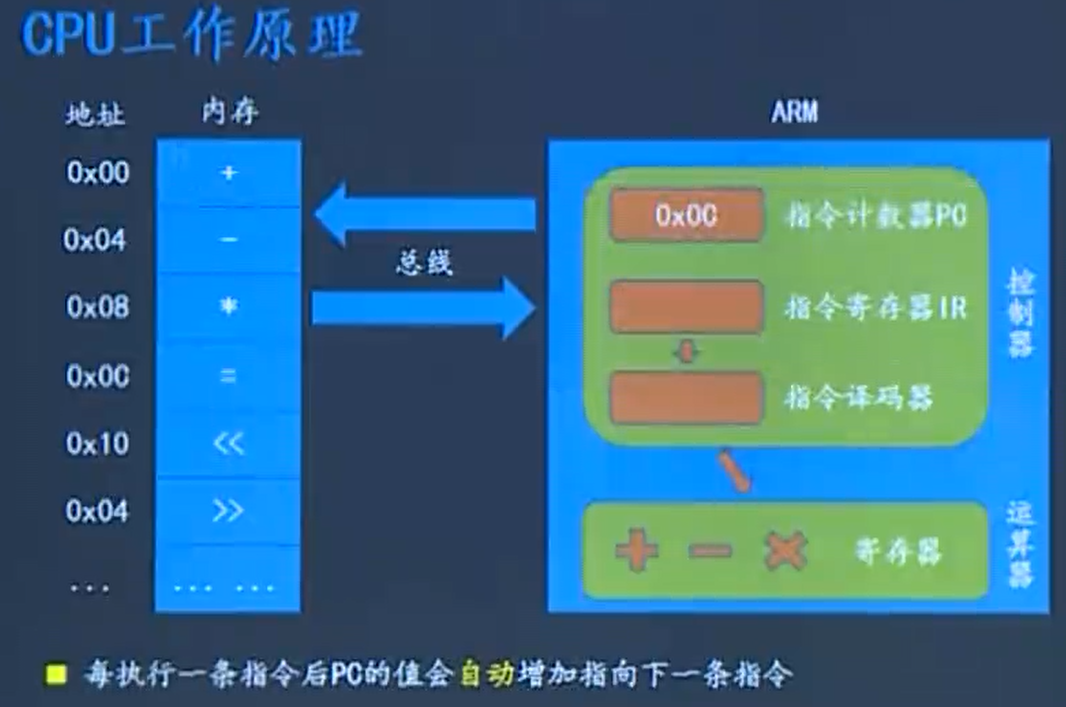 CPU工作原理
地址 内存 ARM
0x00 +
0x04 -
0x08 *
0x0C =
0x10 <<
0x04 >>
... ... ...
总线
0x0C 指令计数器PC
指令寄存器IR
指令译码器
控制器
寄存器
运算器
每执行一条指令后PC的值会自动增加指向下一条指令